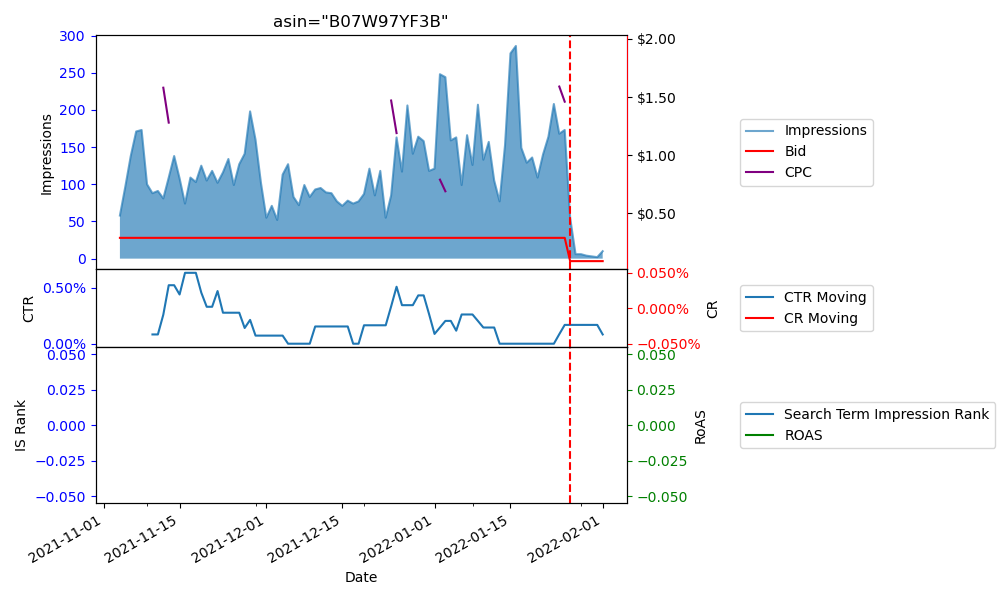 asin="B07W97YF3B"
300
250
200
150
100
50
0
Impressions
$2.00
$1.50
$1.00
$0.50
Impressions
Bid
CPC
0.50%
0.00%
CTR
0.050%
0.000%
−0.050%
CR
CTR Moving
CR Moving
0.050
0.025
0.000
−0.025
−0.050
IS Rank
0.050
0.025
0.000
−0.025
−0.050
RoAS
Search Term Impression Rank
ROAS
2021-11-01
2021-11-15
2021-12-01
2021-12-15
2022-01-01
2022-01-15
2022-02-01
Date